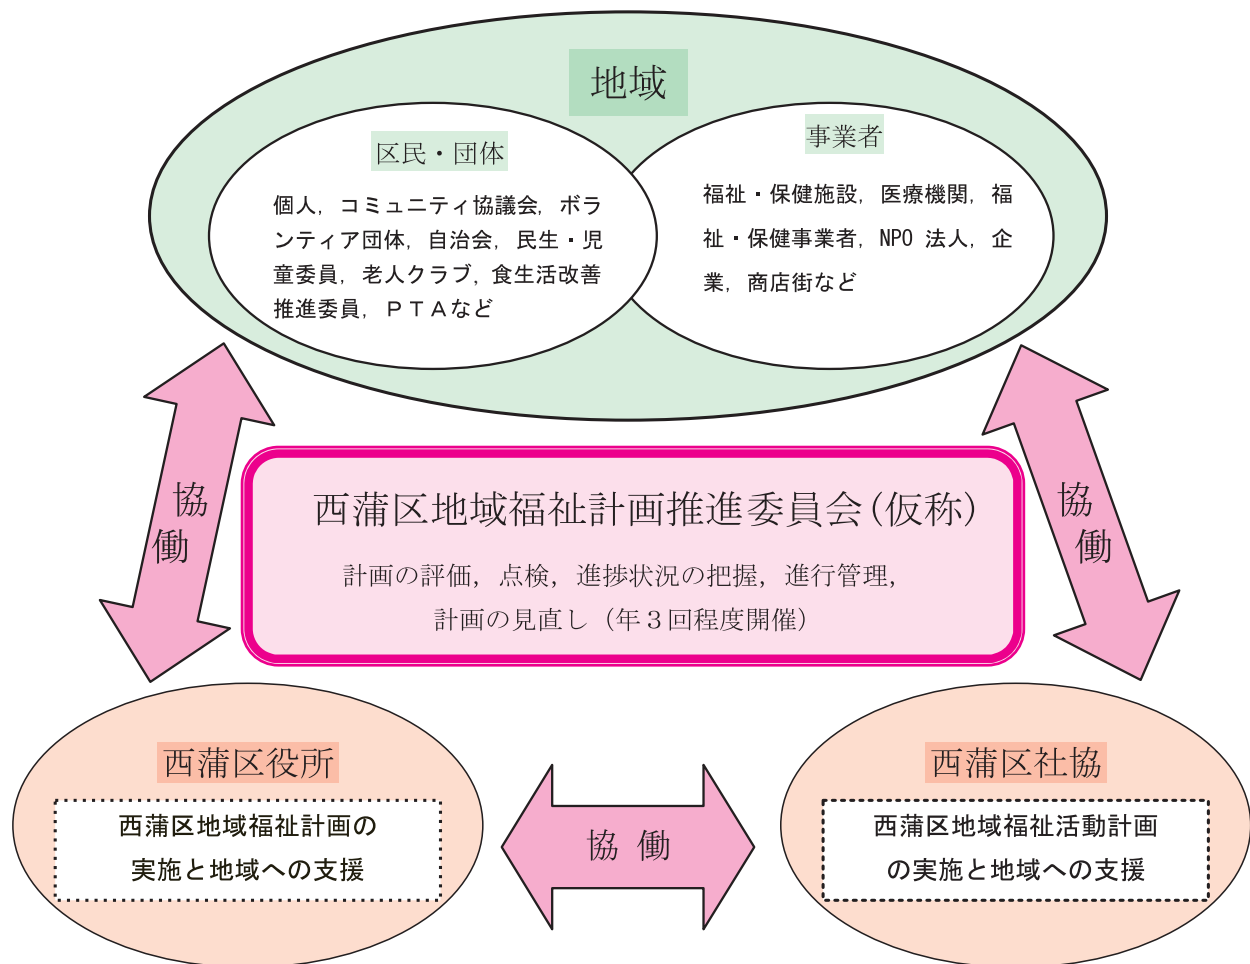 地域
区民・団体
個人，コミュニティ協議会，ボラ
ンティア団体，自治会，民生・児
童委員，老人クラブ，食生活改善
推進委員，ＰＴＡなど
事業者
福祉・保健施設，医療機関，福
祉・保健事業者，NPO 法人，企
業，商店街など
協
働
協
働
西蒲区地域福祉計画推進委員会(仮称)
計画の評価，点検，進捗状況の把握，進行管理，
計画の見直し（年３回程度開催）
西蒲区役所
西蒲区地域福祉計画の
実施と地域への支援
協 働
西蒲区社協
西蒲区地域福祉活動計画
の実施と地域への支援